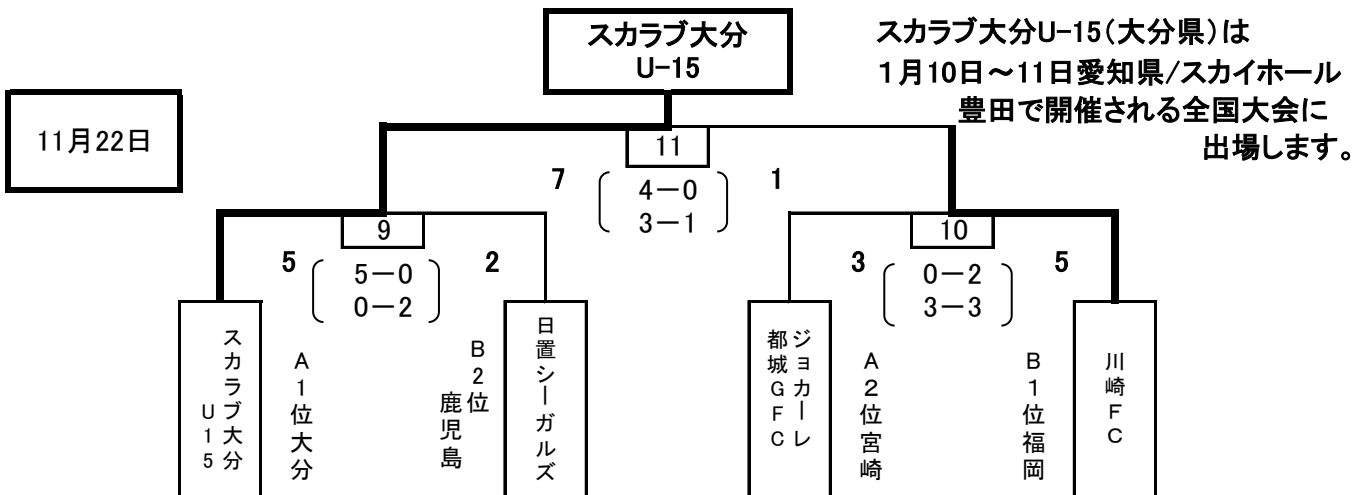 スカラブ大分
U-15
スカラブ大分U-15(大分県)は
1月10日~11日愛知県/スカイホール
豊田で開催される全国大会に
出場します。
11月22日
11
7
4-0
3-1
1
9
5
5-0
0-2
2
10
3
0-2
3-3
5
スカラブ大分
U15
A1位大分
B2位
鹿児島
日置シーガルズ
ジョカーレ
都城GFC
A2位宮崎
B1位福岡
川崎FC